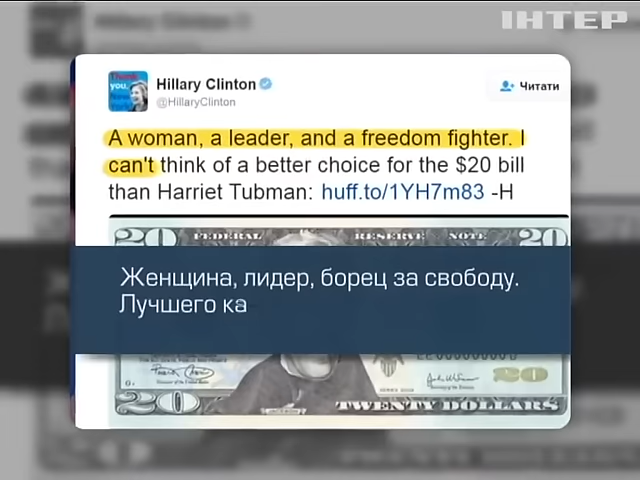 ІНТЕР
Hillary Clinton
@HillaryClinton
Читати
A woman, a leader, and a freedom fighter. I
can't think of a better choice for the $20 bill
than Harriet Tubman: huff.to/1YH7m83 -H
20 FEDERAL RESERVE NOTE 20
Женщина, лидер, борец за свободу.
Лучшего ка
20
20 TWENTY DOLLARS